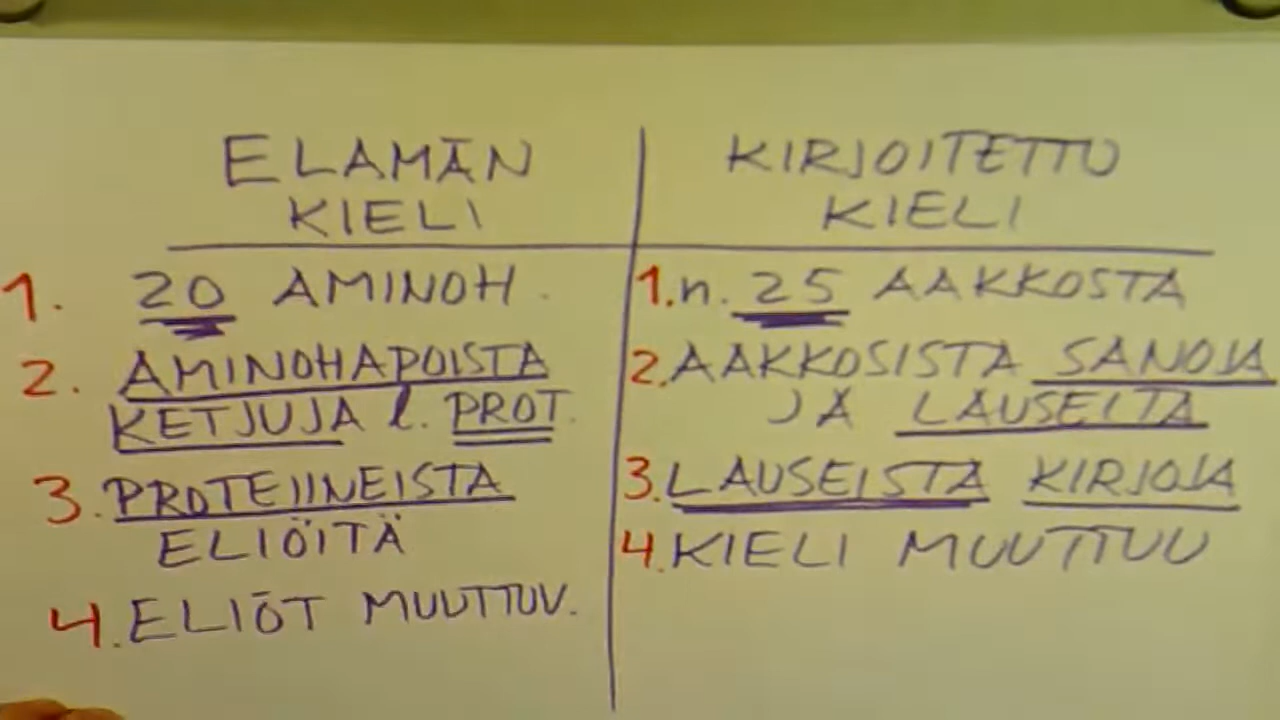 ELÄMÄN
KIELI
1. 20 AMINOH.
2. AMINOHAPOISTA
KETJUJA l. PROT.
3. PROTEIINEISTA
ELIÖITÄ
4. ELIÖT MUUTTUV.
KIRJOITETTU
KIELI
1. n. 25 AAKKOSTA
2. AAKKOSISTA SANOJA
JA LAUSEITA
3. LAUSEISTA KIRJOJA
4. KIELI MUUTTUU